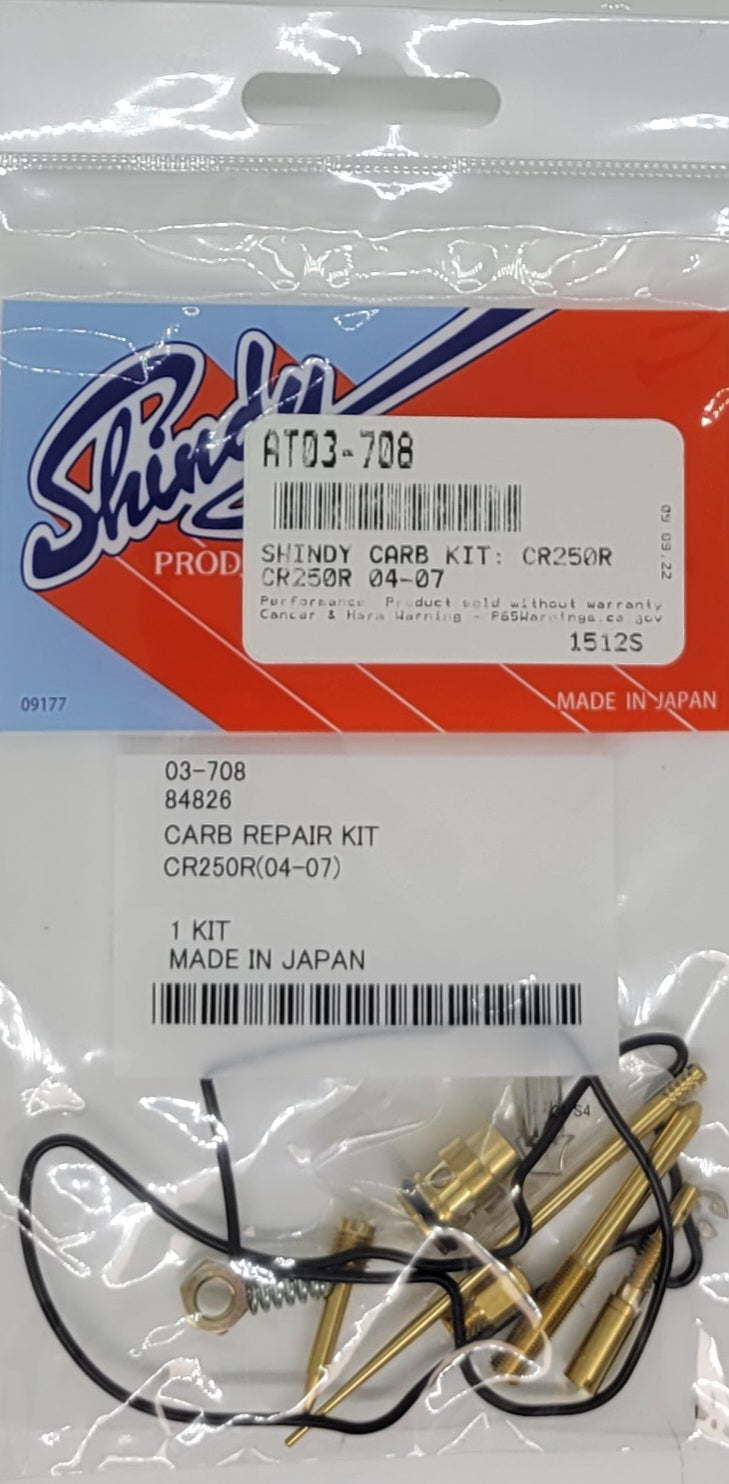 Shindy
PROD
AT03-708
SHINDY CARB KIT: CR250R
CR250R 04-07
Performance Product sold without warranty
Cancer & Harm Warning - P65Warnings.ca.gov
1512S
09 09.22
09177
MADE IN JAPAN
03-708
84826
CARB REPAIR KIT
CR250R(04-07)
1 KIT
MADE IN JAPAN